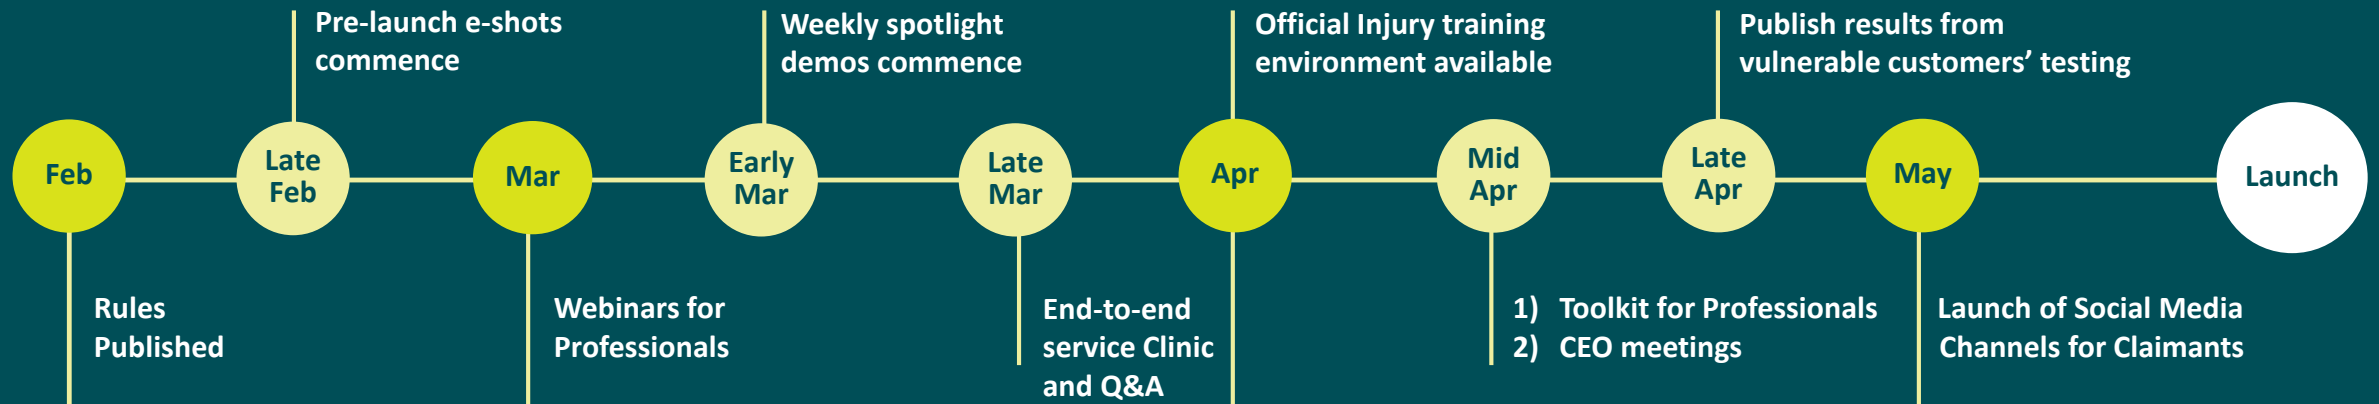 Pre-launch e-shots
commence
Weekly spotlight
demos commence
Official Injury training
environment available
Publish results from
vulnerable customers’ testing
Feb
Late
Feb
Mar
Early
Mar
Late
Mar
Apr
Mid
Apr
Late
Apr
May
Launch
Rules
Published
Webinars for
Professionals
End-to-end
service Clinic
and Q&A
1) Toolkit for Professionals
2) CEO meetings
Launch of Social Media
Channels for Claimants